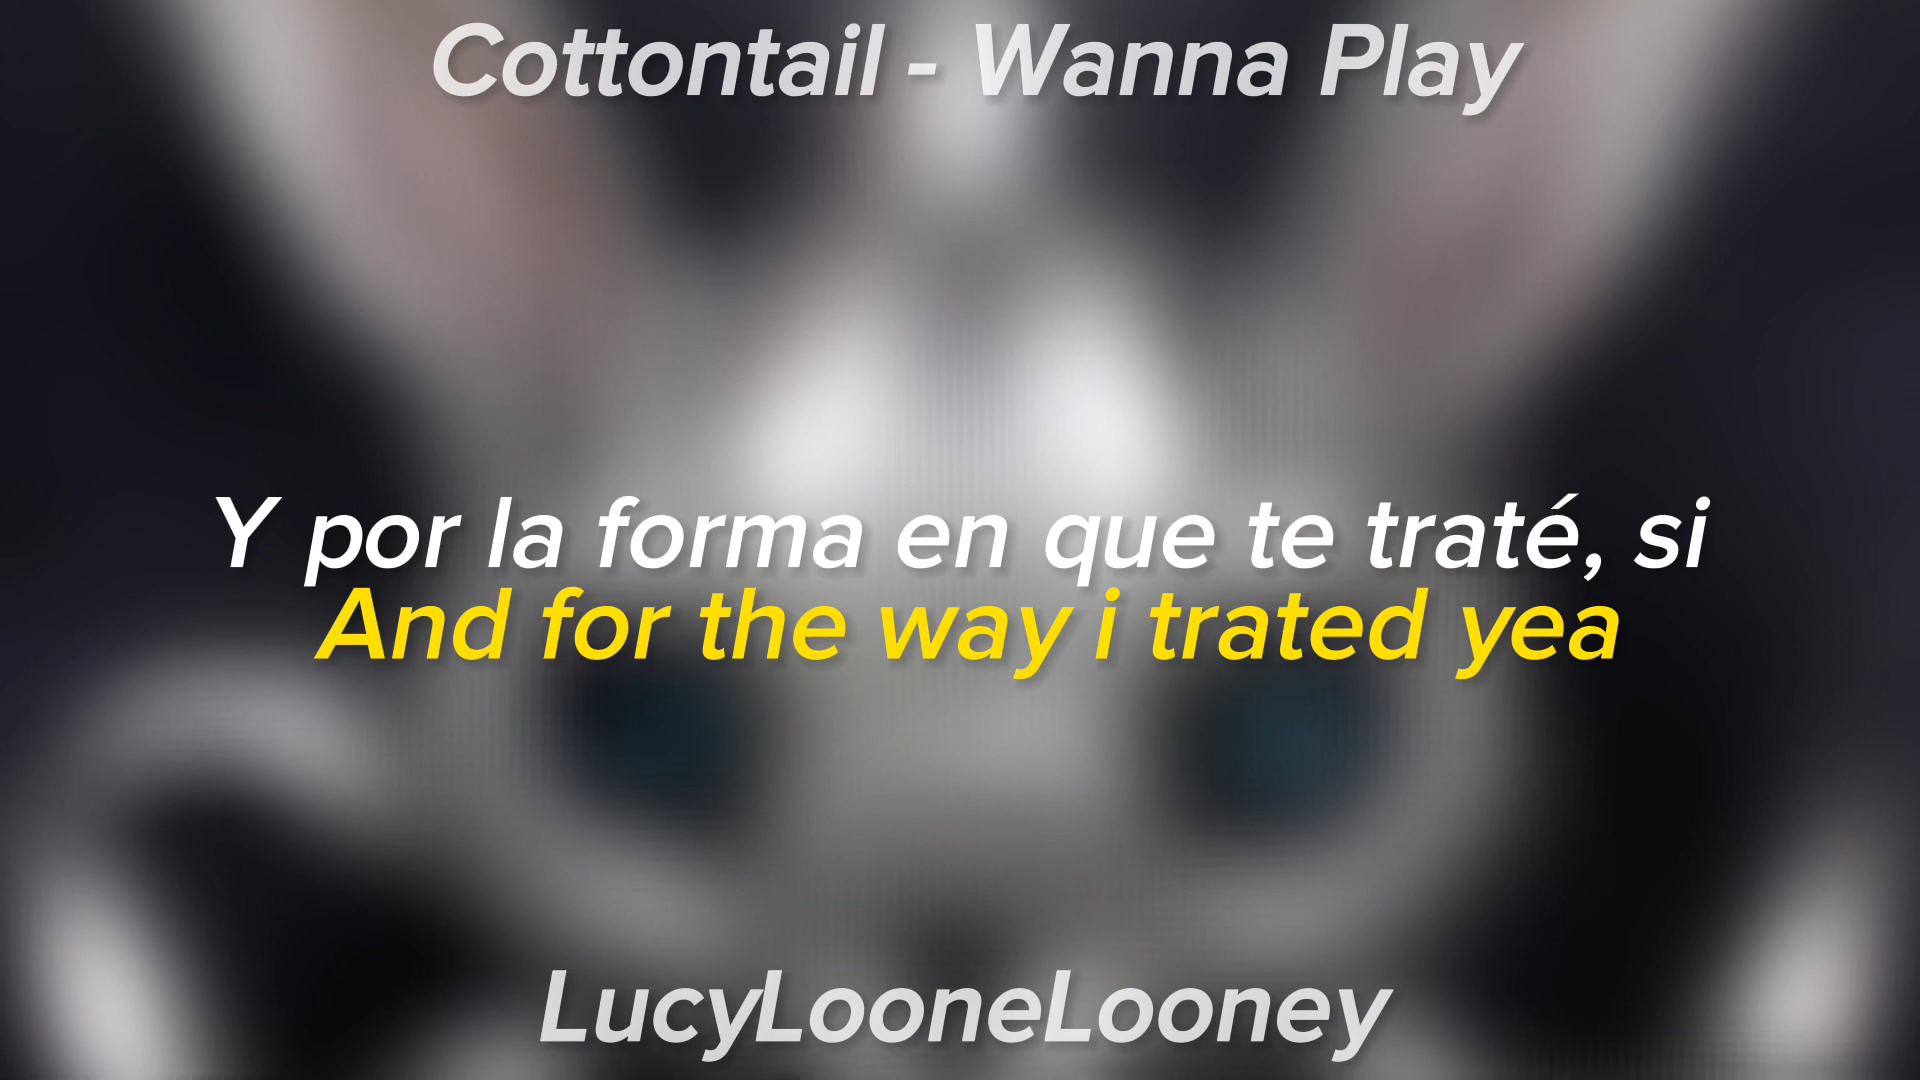 Cottontail - Wanna Play
Y por la forma en que te traté, si
And for the way i trated yea
LucyLooneLooney